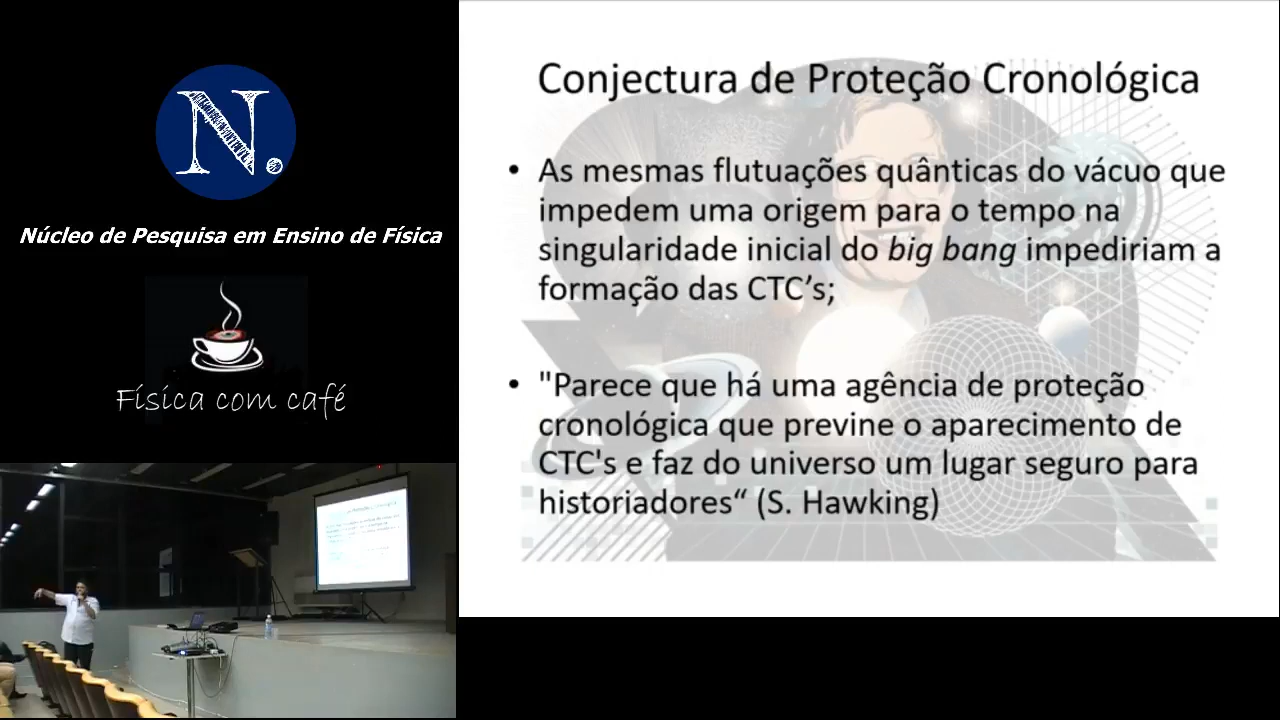 N.
Núcleo de Pesquisa em Ensino de Física
Física com café
Conjectura de Proteção Cronológica
• As mesmas flutuações quânticas do vácuo que
impedem uma origem para o tempo na
singularidade inicial do big bang impediriam a
formação das CTC’s;
• "Parece que há uma agência de proteção
cronológica que previne o aparecimento de
CTC's e faz do universo um lugar seguro para
historiadores“ (S. Hawking)